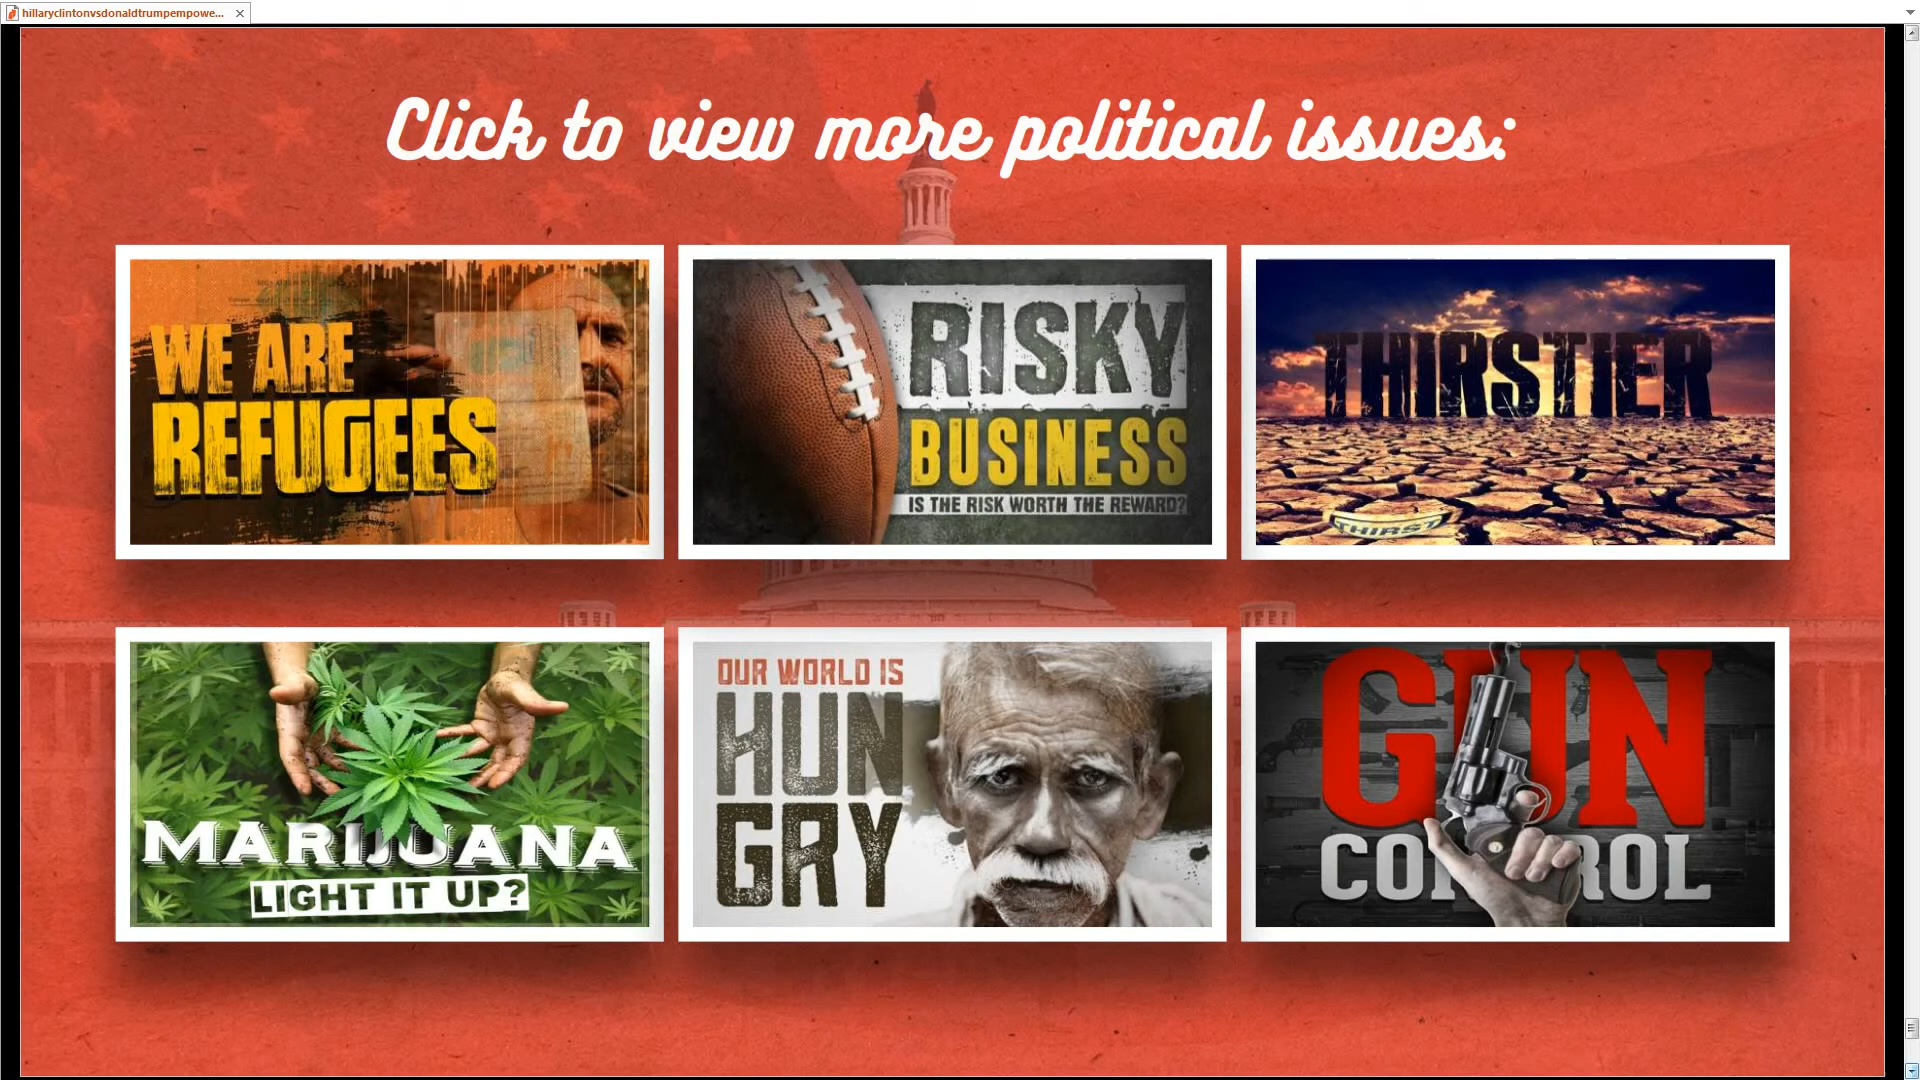 hillaryclintonvsdonaldtrumpempowe...
Click to view more political issues:
WE ARE
REFUGEES
RISKY
BUSINESS
IS THE RISK WORTH THE REWARD?
THIRSTIER
THIRST
MARIJUANA
LIGHT IT UP?
OUR WORLD IS
HUN
GRY
GUN
CONTROL